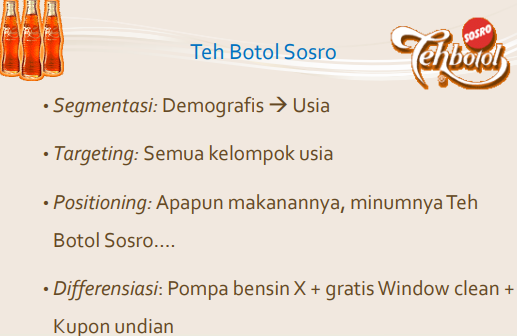 Teh Botol Sosro
SOSRO
Tehbotol
• Segmentasi: Demografis → Usia
• Targeting: Semua kelompok usia
• Positioning: Apapun makanannya, minumnya Teh
Botol Sosro....
• Differensiasi: Pompa bensin X + gratis Window clean +
Kupon undian